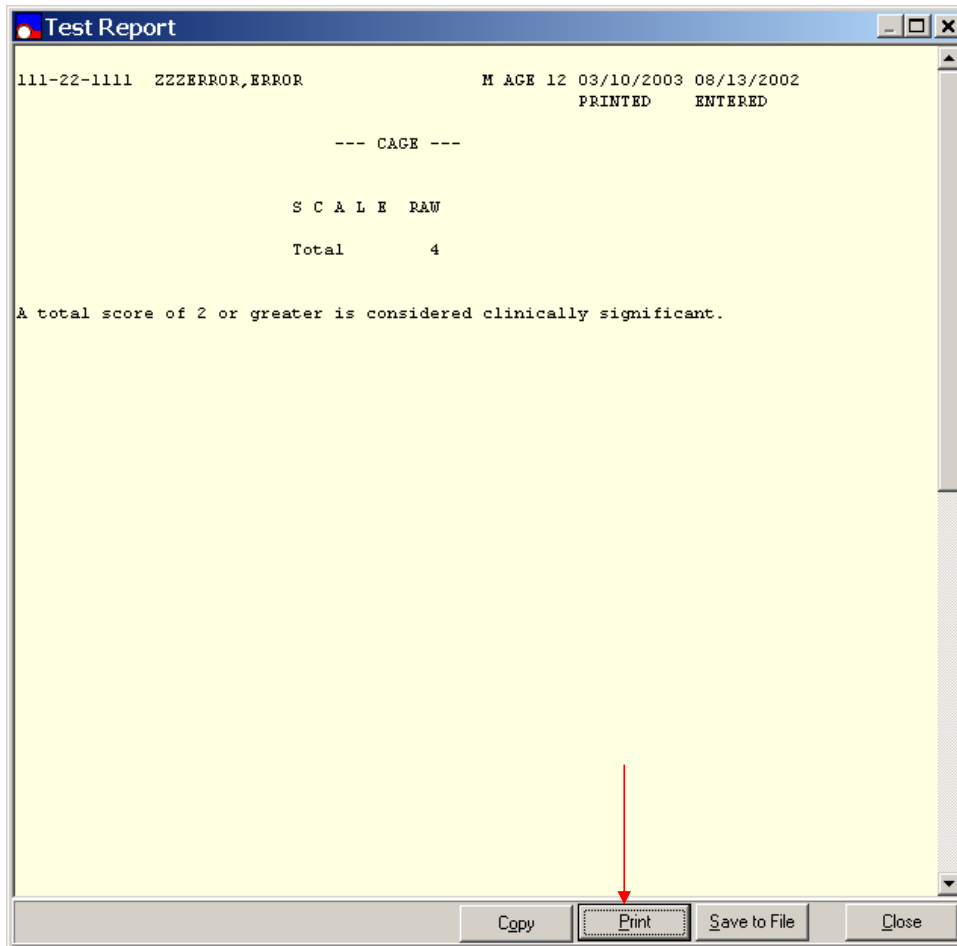 Test Report
111-22-1111 ZZZERROR,ERROR M AGE 12 03/10/2003 08/13/2002
PRINTED ENTERED
--- CAGE ---
S C A L E RAW
Total 4
A total score of 2 or greater is considered clinically significant.
Copy Print Save to File Close